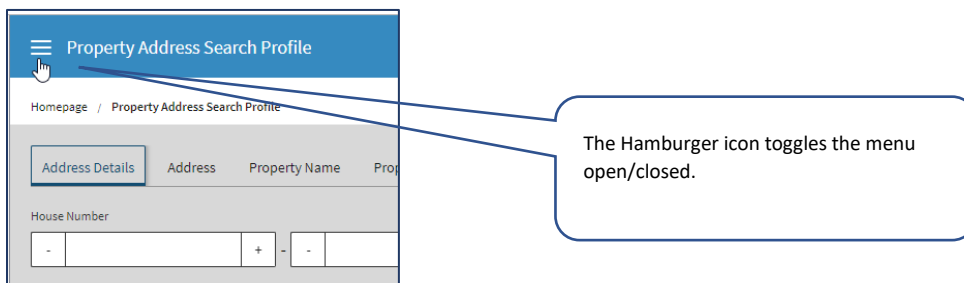 Property Address Search Profile
Homepage / Property Address Search Profile
Address Details Address Property Name Prop
House Number
- + - -
The Hamburger icon toggles the menu
open/closed.